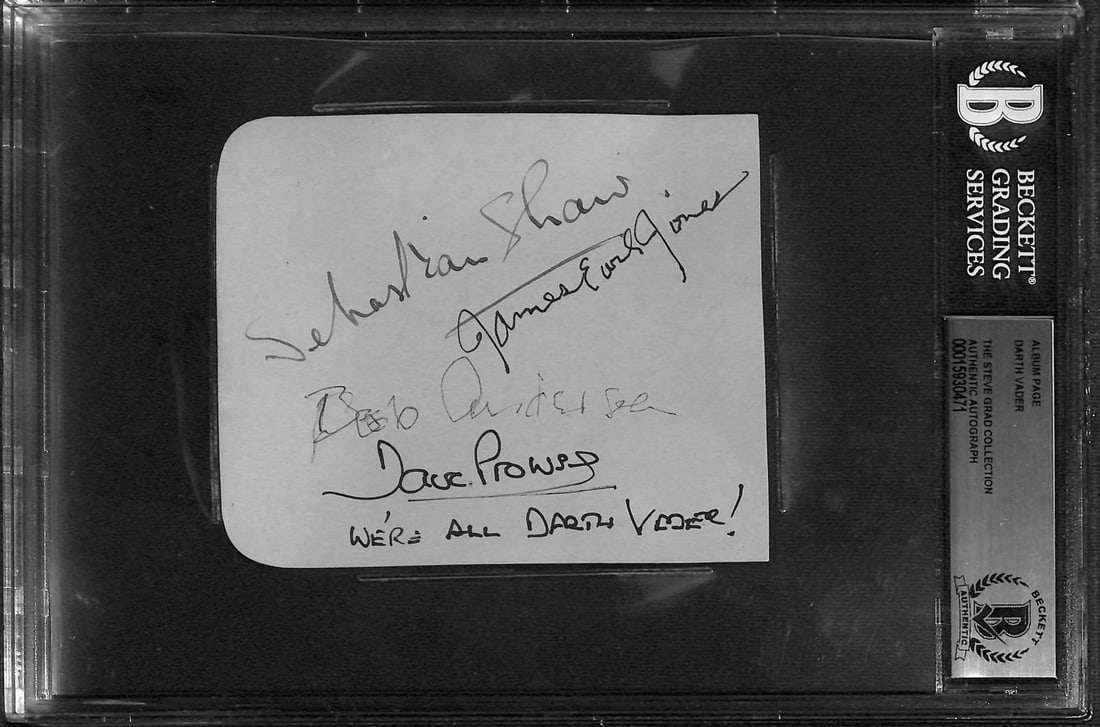 Sebastian Shaw
James Earl Jones
Bob Anderson
Dave Prowse
WE'RE ALL DARTH VADER!
B
BECKETT®
GRADING
SERVICES
ALBUM PAGE
DARTH VADER
THE STEVE GRAD COLLECTION
AUTHENTIC AUTOGRAPH
00015930471
BECKETT
B
AUTHENTIC